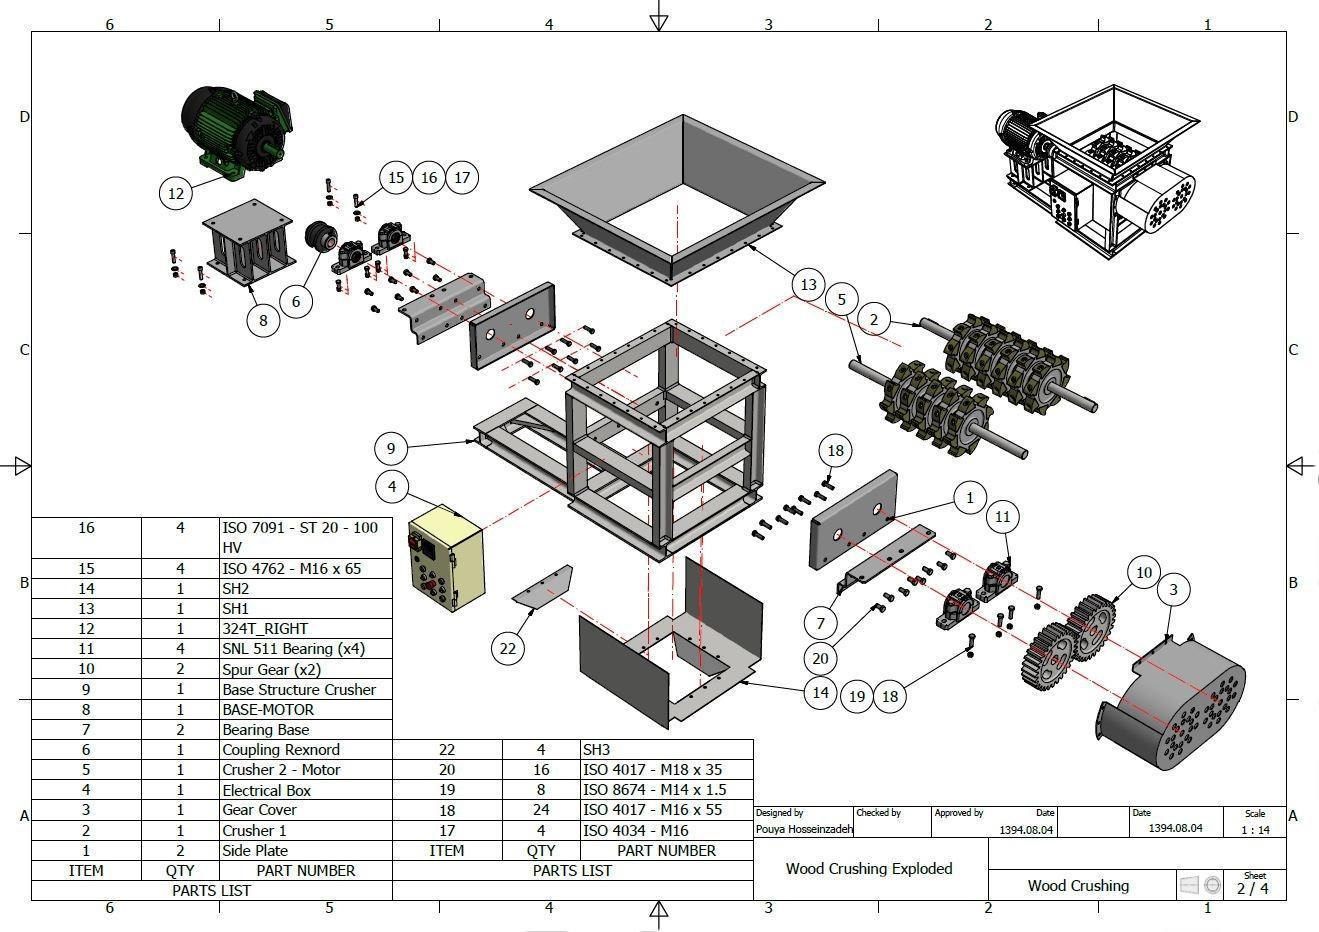 6 5 4 3 2 1
D D
12
15 16 17
8
6
13
5
2
C C
9
4
18
1
11
10
3
7
20
22
14 19 18
B B
16 4 ISO 7091 - ST 20 - 100
HV
15 4 ISO 4762 - M16 x 65
14 1 SH2
13 1 SH1
12 1 324T_RIGHT
11 4 SNL 511 Bearing (x4)
10 2 Spur Gear (x2)
9 1 Base Structure Crusher
8 1 BASE-MOTOR
7 2 Bearing Base
6 1 Coupling Rexnord
5 1 Crusher 2 - Motor
4 1 Electrical Box
3 1 Gear Cover
2 1 Crusher 1
1 2 Side Plate
ITEM QTY PART NUMBER
PARTS LIST
22 4 SH3
20 16 ISO 4017 - M18 x 35
19 8 ISO 8674 - M14 x 1.5
18 24 ISO 4017 - M16 x 55
17 4 ISO 4034 - M16
ITEM QTY PART NUMBER
PARTS LIST
A A
Designed by Checked by Approved by Date Date Scale
Pouya Hosseinzadeh 1394.08.04 1394.08.04 1 : 14
Wood Crushing Exploded
Wood Crushing
Sheet
2 / 4
6 5 4 3 2 1